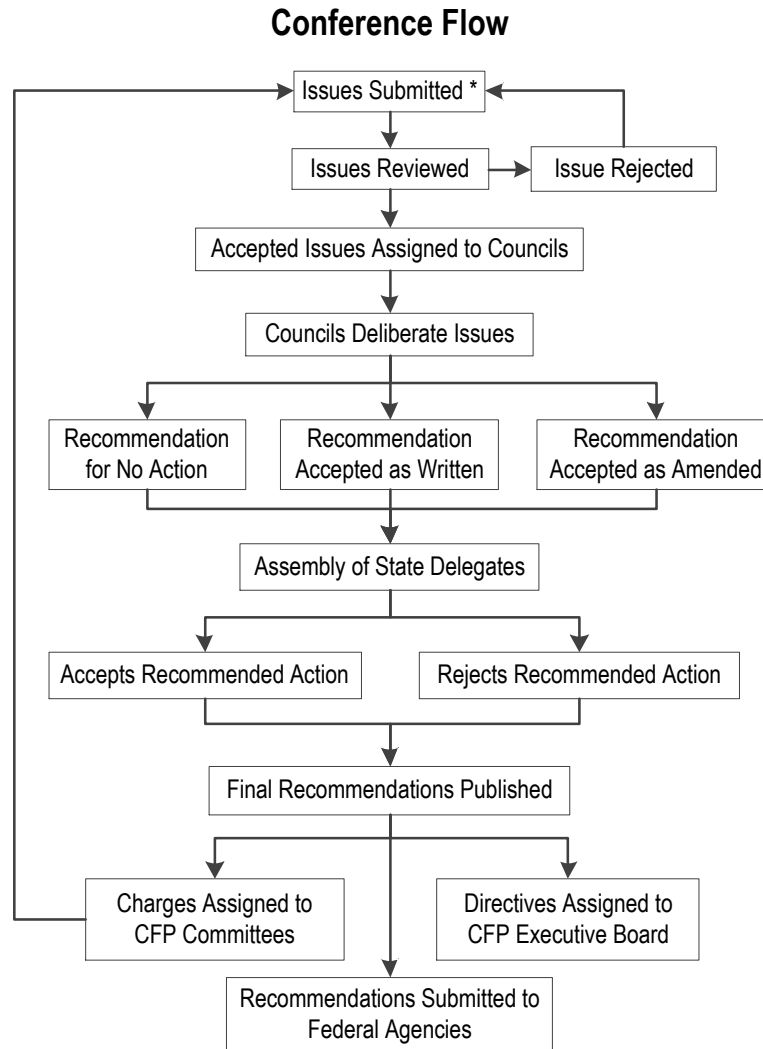 Conference Flow
Issues Submitted *
Issues Reviewed
Issue Rejected
Accepted Issues Assigned to Councils
Councils Deliberate Issues
Recommendation
for No Action
Recommendation
Accepted as Written
Recommendation
Accepted as Amended
Assembly of State Delegates
Accepts Recommended Action
Rejects Recommended Action
Final Recommendations Published
Charges Assigned to
CFP Committees
Directives Assigned to
CFP Executive Board
Recommendations Submitted to
Federal Agencies